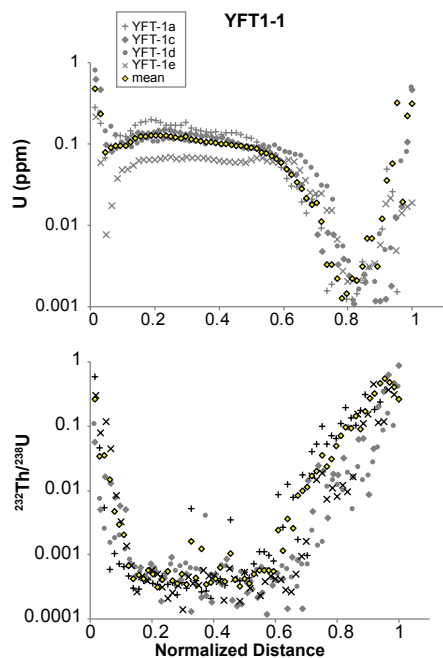 YFT1-1
YFT-1a
YFT-1c
YFT-1d
YFT-1e
mean
U (ppm)
1
0.1
0.01
0.001
0 0.2 0.4 0.6 0.8 1
²³²Th/²³⁸U
1
0.1
0.01
0.001
0.0001
0 0.2 0.4 0.6 0.8 1
Normalized Distance